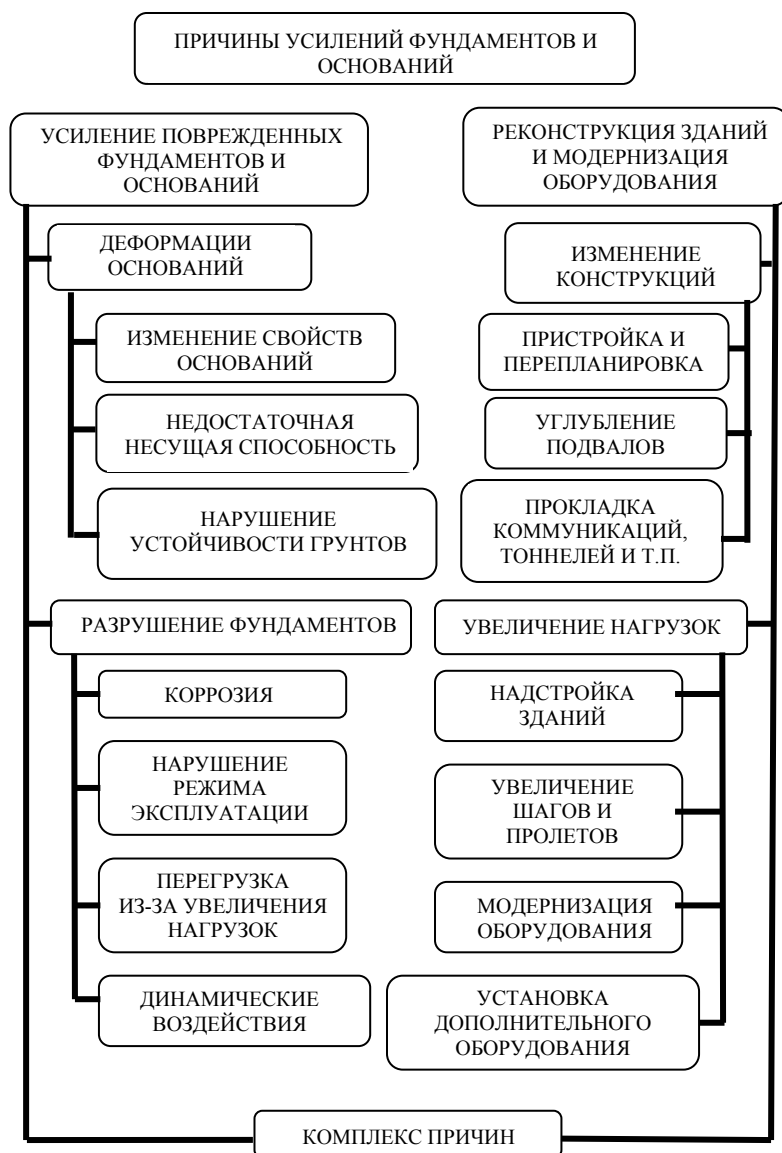 ПРИЧИНЫ УСИЛЕНИЙ ФУНДАМЕНТОВ И
ОСНОВАНИЙ
УСИЛЕНИЕ ПОВРЕЖДЕННЫХ
ФУНДАМЕНТОВ И
ОСНОВАНИЙ
ДЕФОРМАЦИИ
ОСНОВАНИЙ
ИЗМЕНЕНИЕ СВОЙСТВ
ОСНОВАНИЙ
НЕДОСТАТОЧНАЯ
НЕСУЩАЯ СПОСОБНОСТЬ
НАРУШЕНИЕ
УСТОЙЧИВОСТИ ГРУНТОВ
РАЗРУШЕНИЕ ФУНДАМЕНТОВ
КОРРОЗИЯ
НАРУШЕНИЕ
РЕЖИМА
ЭКСПЛУАТАЦИИ
ПЕРЕГРУЗКА
ИЗ-ЗА УВЕЛИЧЕНИЯ
НАГРУЗОК
ДИНАМИЧЕСКИЕ
ВОЗДЕЙСТВИЯ
РЕКОНСТРУКЦИЯ ЗДАНИЙ
И МОДЕРНИЗАЦИЯ
ОБОРУДОВАНИЯ
ИЗМЕНЕНИЕ
КОНСТРУКЦИЙ
ПРИСТРОЙКА И
ПЕРЕПЛАНИРОВКА
УГЛУБЛЕНИЕ
ПОДВАЛОВ
ПРОКЛАДКА
КОММУНИКАЦИЙ,
ТОННЕЛЕЙ И Т.П.
УВЕЛИЧЕНИЕ НАГРУЗОК
НАДСТРОЙКА
ЗДАНИЙ
УВЕЛИЧЕНИЕ
ШАГОВ И
ПРОЛЕТОВ
МОДЕРНИЗАЦИЯ
ОБОРУДОВАНИЯ
УСТАНОВКА
ДОПОЛНИТЕЛЬНОГО
ОБОРУДОВАНИЯ
КОМПЛЕКС ПРИЧИН